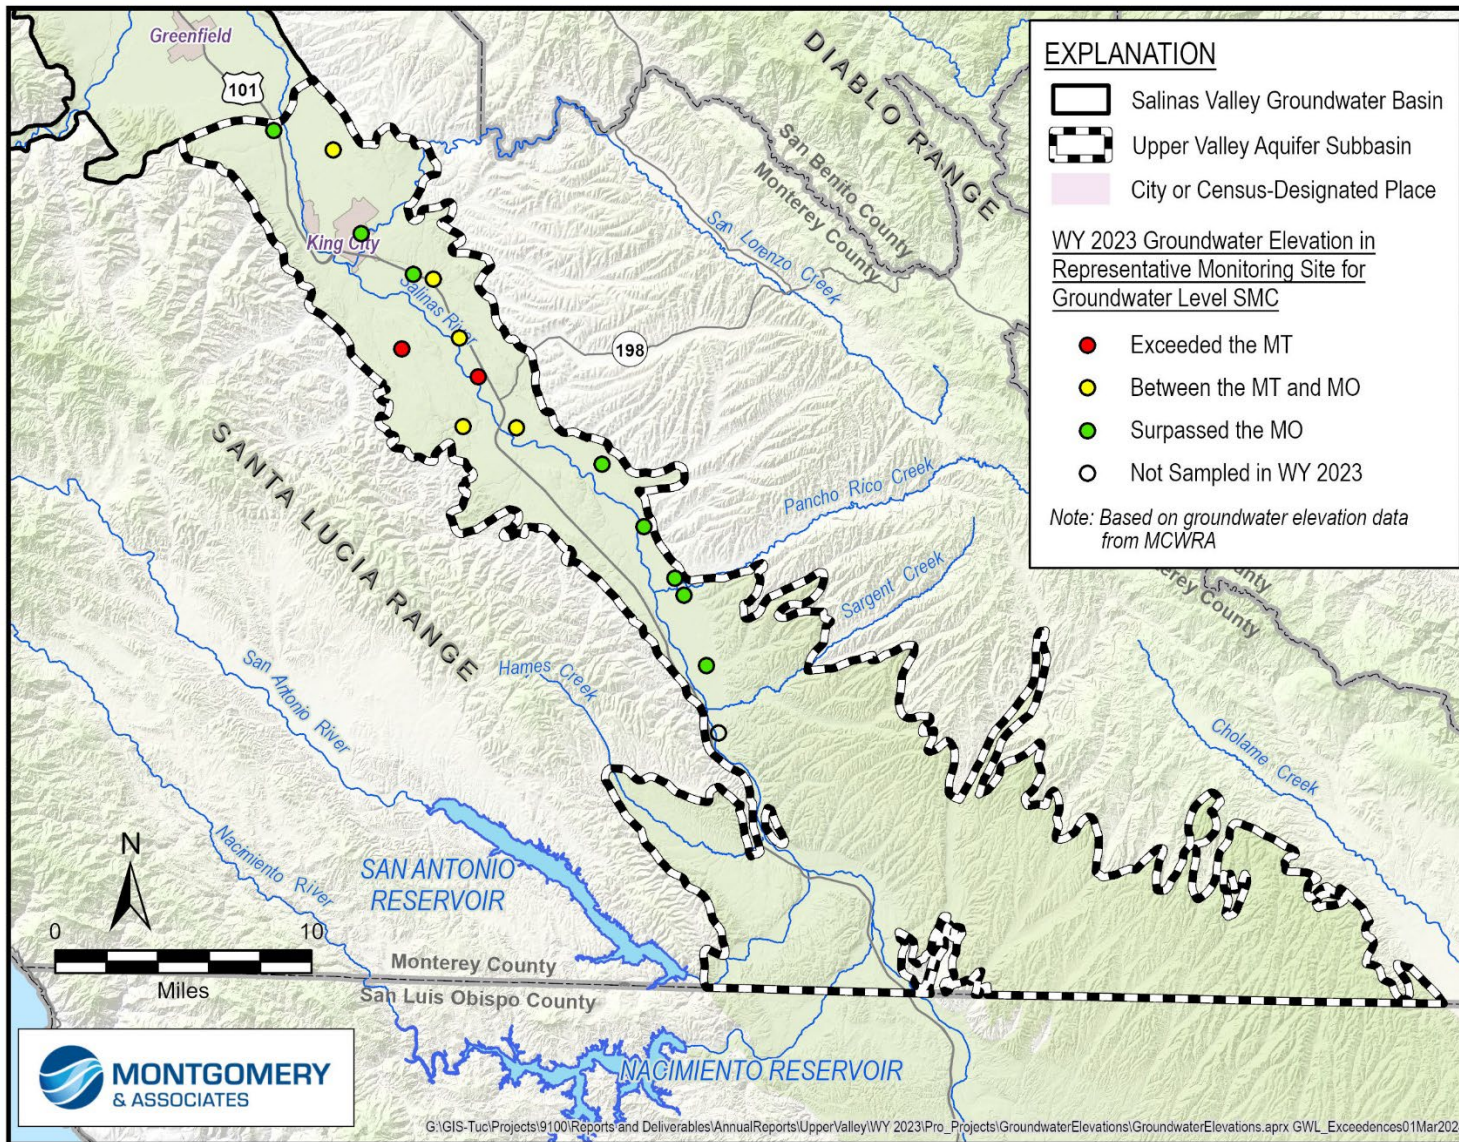 Greenfield
101
DIABLO RANGE
San Benito County
Monterey County
San Lorenzo Creek
King City
Salinas River
198
SANTA LUCIA RANGE
Pancho Rico Creek
Sargent Creek
Hames Creek
San Antonio River
Nacimiento River
Cholame Creek
County
Monterey County
SAN ANTONIO
RESERVOIR
N
0 10
Miles
Monterey County
San Luis Obispo County
NACIMIENTO RESERVOIR
EXPLANATION
Salinas Valley Groundwater Basin
Upper Valley Aquifer Subbasin
City or Census-Designated Place
WY 2023 Groundwater Elevation in
Representative Monitoring Site for
Groundwater Level SMC
Exceeded the MT
Between the MT and MO
Surpassed the MO
Not Sampled in WY 2023
Note: Based on groundwater elevation data
from MCWRA
MONTGOMERY
& ASSOCIATES
G:\GIS-Tuc\Projects\9100\Reports and Deliverables\AnnualReports\UpperValley\WY 2023\Pro_Projects\GroundwaterElevations\GroundwaterElevations.aprx GWL_Exceedences01Mar202